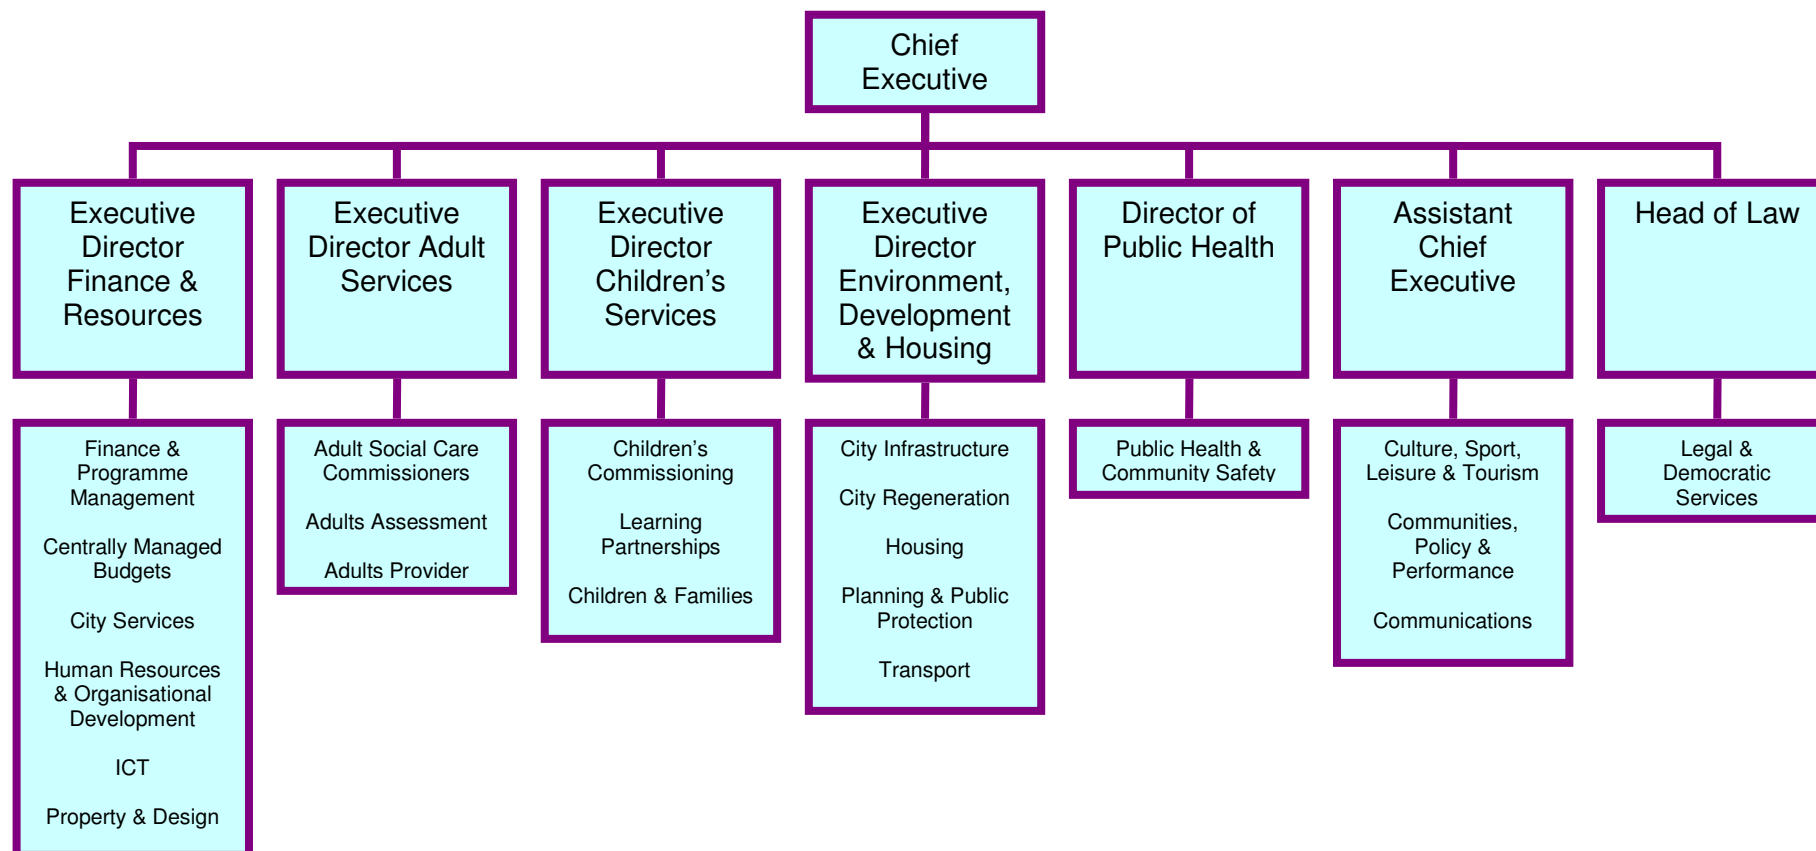 Chief
Executive
Executive
Director
Finance &
Resources
Executive
Director Adult
Services
Executive
Director
Children’s
Services
Executive
Director
Environment,
Development
& Housing
Director of
Public Health
Assistant
Chief
Executive
Head of Law
Finance &
Programme
Management
Centrally Managed
Budgets
City Services
Human Resources
& Organisational
Development
ICT
Property & Design
Adult Social Care
Commissioners
Adults Assessment
Adults Provider
Children’s
Commissioning
Learning
Partnerships
Children & Families
City Infrastructure
City Regeneration
Housing
Planning & Public
Protection
Transport
Public Health &
Community Safety
Culture, Sport,
Leisure & Tourism
Communities,
Policy &
Performance
Communications
Legal &
Democratic
Services